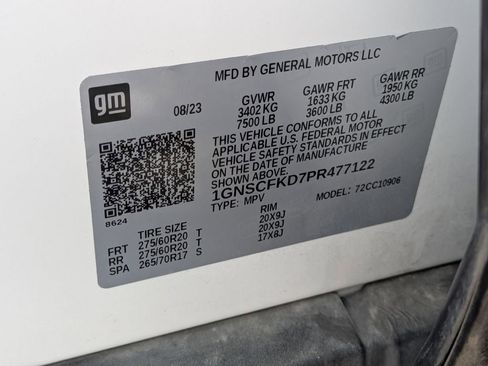 MFD BY GENERAL MOTORS LLC
gm
08/23
GVWR GAWR FRT GAWR RR
3402 KG 1633 KG 1950 KG
7500 LB 3600 LB 4300 LB
THIS VEHICLE CONFORMS TO ALL
APPLICABLE U.S. FEDERAL MOTOR
VEHICLE SAFETY STANDARDS IN
EFFECT ON DATE OF MANUFACTURE
1GNSCFKD7PR477122
TYPE: MPV MODEL: 72CC10906
8624
TIRE SIZE RIM
FRT 275/60R20 T 20X9J
RR 275/60R20 T 20X9J
SPA 265/70R17 S 17X8J